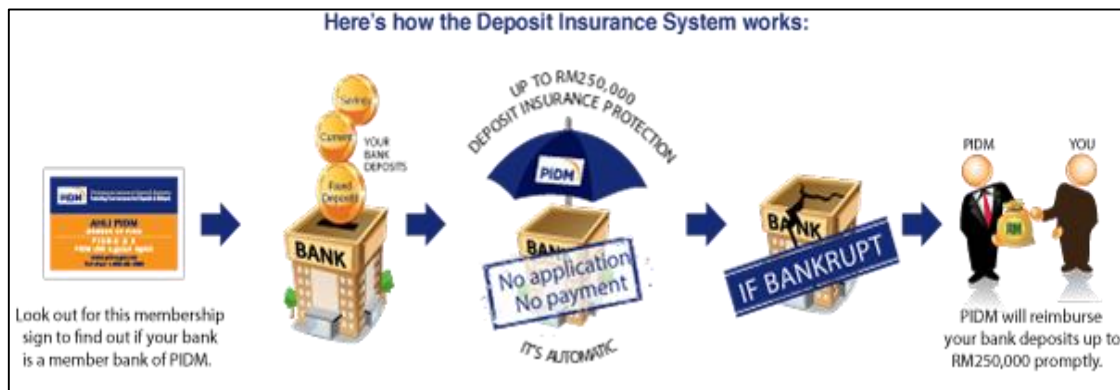 Here's how the Deposit Insurance System works:
PIDM
AHLI PIDM
Look out for this membership
sign to find out if your bank
is a member bank of PIDM.
Savings
Current
Fixed
Deposit
YOUR
BANK
DEPOSITS
BANK
UP TO RM250,000
DEPOSIT INSURANCE PROTECTION
PIDM
No application
No payment
IT'S AUTOMATIC
BANK
IF BANKRUPT
PIDM
YOU
RM
PIDM will reimburse
your bank deposits up to
RM250,000 promptly.